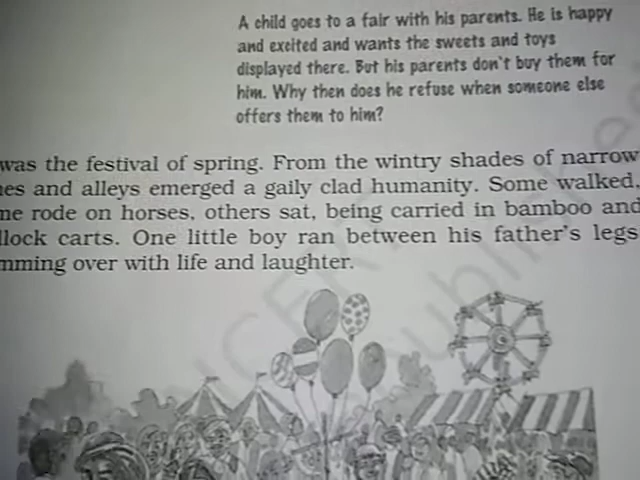 A child goes to a fair with his parents. He is happy
and excited and wants the sweets and toys
displayed there. But his parents don't buy them for
him. Why then does he refuse when someone else
offers them to him?
was the festival of spring. From the wintry shades of narrow
nes and alleys emerged a gaily clad humanity. Some walked,
me rode on horses, others sat, being carried in bamboo and
llock carts. One little boy ran between his father's legs
mming over with life and laughter.